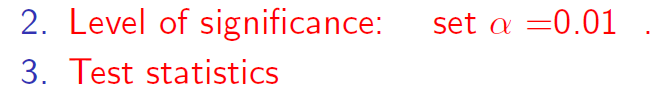 2. Level of significance: set α =0.01 .
3. Test statistics